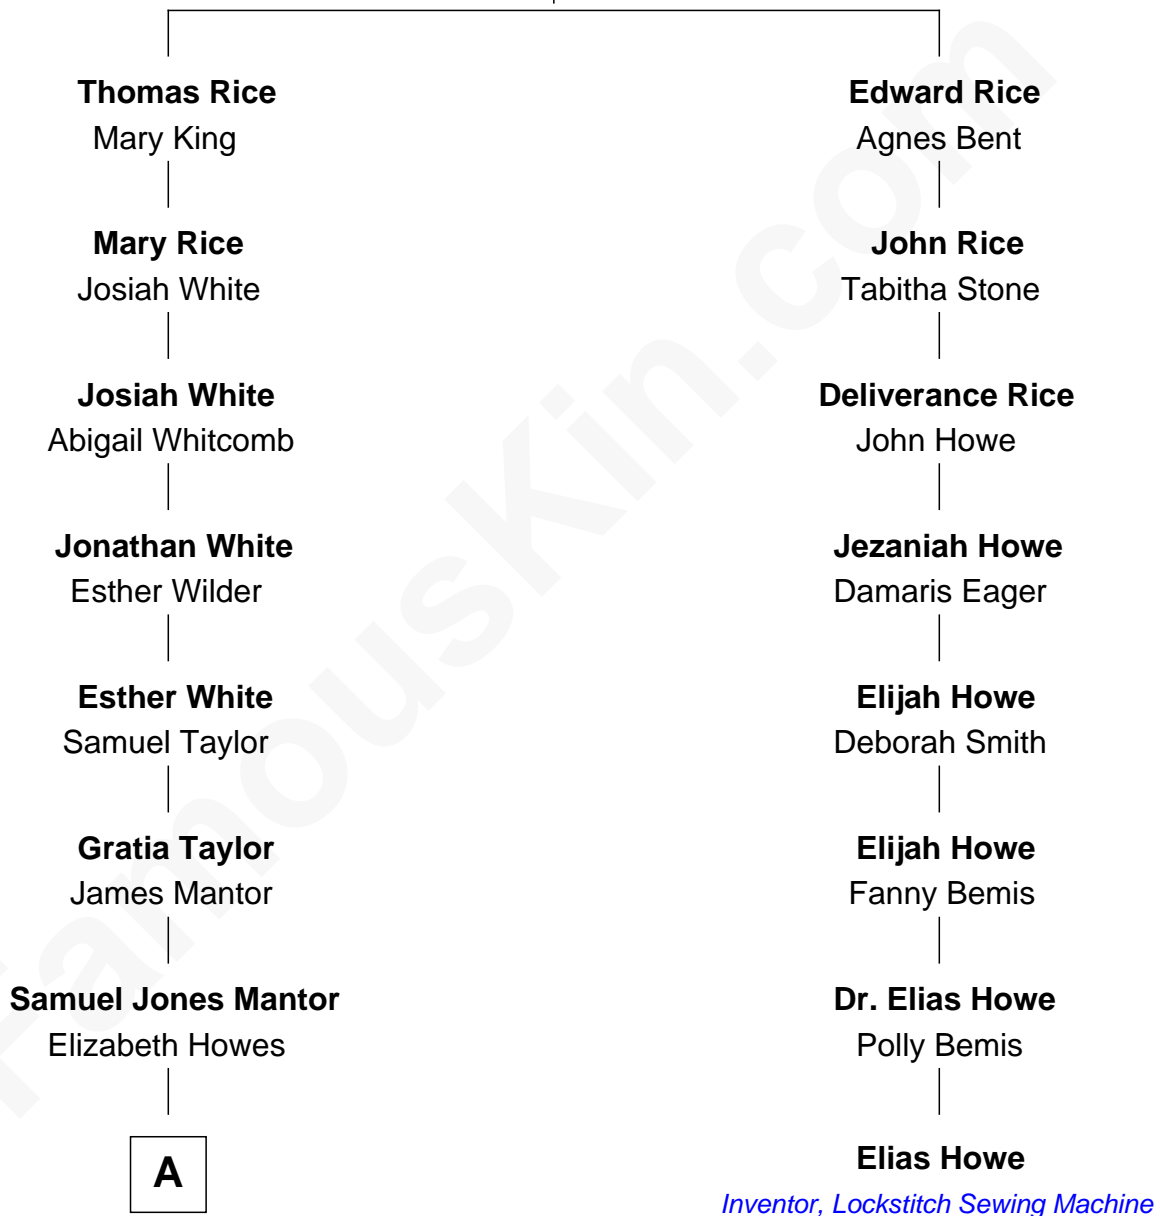 Thomas Rice
Mary King
Mary Rice
Josiah White
Josiah White
Abigail Whitcomb
Jonathan White
Esther Wilder
Esther White
Samuel Taylor
Gratia Taylor
James Mantor
Samuel Jones Mantor
Elizabeth Howes
A
Edward Rice
Agnes Bent
John Rice
Tabitha Stone
Deliverance Rice
John Howe
Jezaniah Howe
Damaris Eager
Elijah Howe
Deborah Smith
Elijah Howe
Fanny Bemis
Dr. Elias Howe
Polly Bemis
Elias Howe
Inventor, Lockstitch Sewing Machine
FamousKin.com